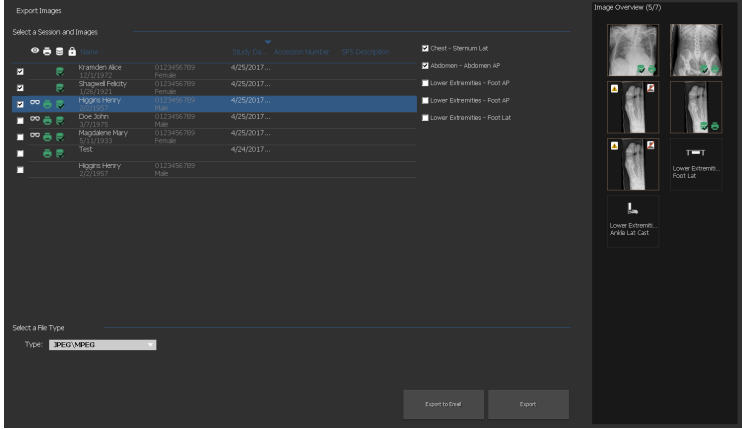 Export Images
Image Overview (5/7)
Select a Session and Images
Name
Study Da... Accession Number SPS Description
Kramden Alice 0123456789 4/25/2017...
12/1/1972 Female
Shagwell Felicity 0123456789 4/25/2017...
1/26/1921 Female
Higgins Henry 0123456789 4/25/2017...
2/2/1957 Male
Doe John 0123456789 4/25/2017...
3/7/1975 Male
Magdalene Mary 0123456789 4/25/2017...
5/11/1933 Female
Test 4/24/2017...
Higgins Henry 0123456789
2/2/1957 Male
Chest - Sternum Lat
Abdomen - Abdomen AP
Lower Extremities - Foot AP
Lower Extremities - Foot AP
Lower Extremities - Foot Lat
Lower Extremiti...
Foot Lat
Lower Extremiti...
Ankle Lat Cast
Select a File Type
Type: JPEG\MPEG
Export to Email
Export